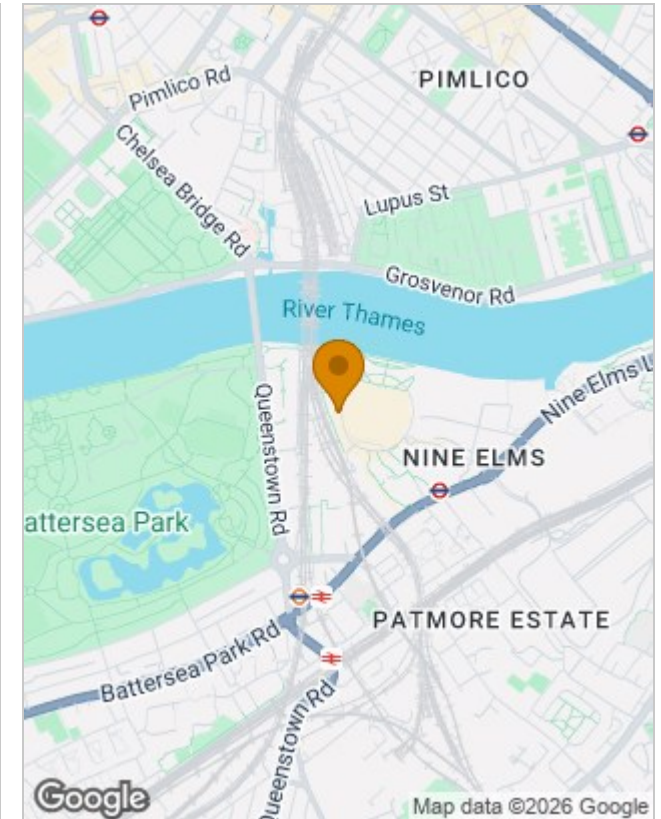 PIMLICO
Pimlico Rd
Chelsea Bridge Rd
Lupus St
Grosvenor Rd
River Thames
Nine Elms L
Queenstown Rd
NINE ELMS
attersea Park
PATMORE ESTATE
Battersea Park Rd
Queenstown Rd
Google
Map data ©2026 Google